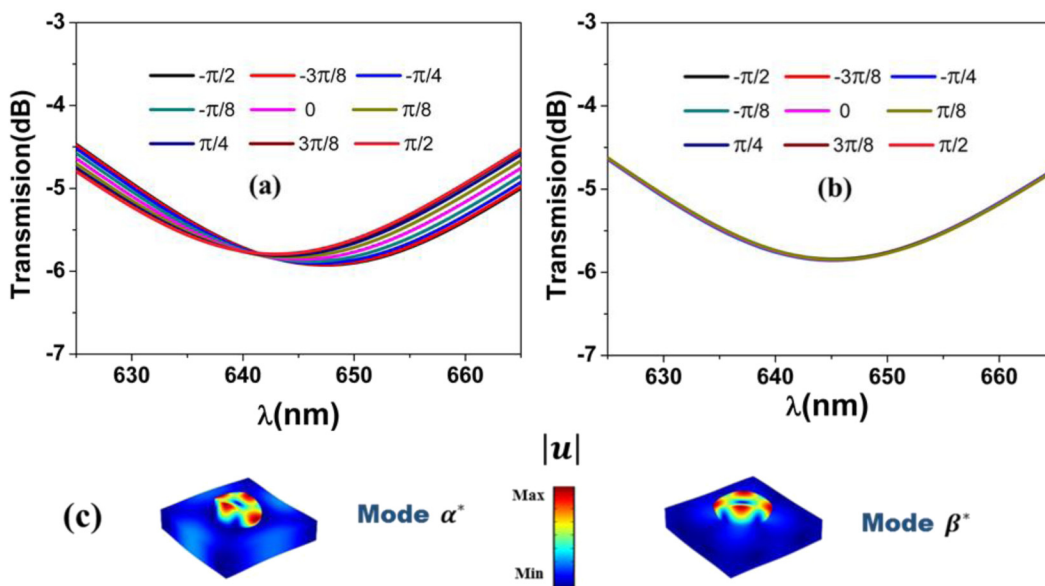 -3
-4
-5
-6
-7
Transmision(dB)
-π/2 -3π/8 -π/4
-π/8 0 π/8
π/4 3π/8 π/2
(a)
630 640 650 660
λ(nm)
-3
-4
-5
-6
-7
Transmision(dB)
-π/2 -3π/8 -π/4
-π/8 0 π/8
π/4 3π/8 π/2
(b)
630 640 650 660
λ(nm)
(c)
Mode α*
|u|
Max
Min
Mode β*